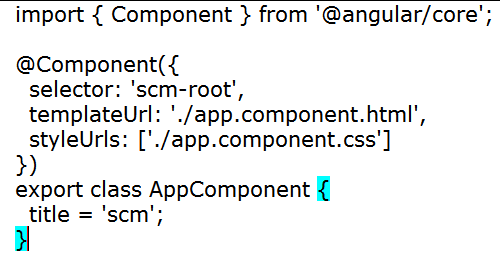 import { Component } from '@angular/core';
@Component({
selector: 'scm-root',
templateUrl: './app.component.html',
styleUrls: ['./app.component.css']
})
export class AppComponent {
title = 'scm';
}